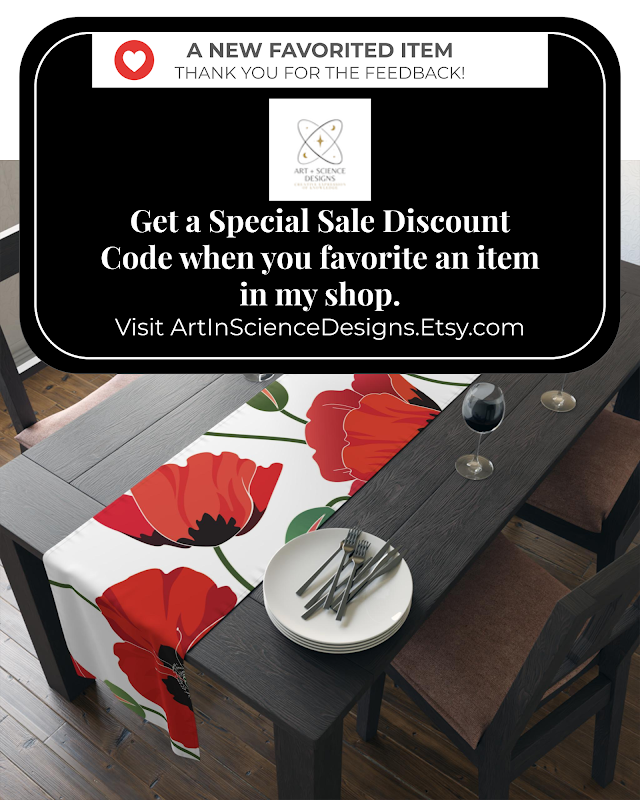 A NEW FAVORITED ITEM
THANK YOU FOR THE FEEDBACK!
ART + SCIENCE
DESIGNS
Get a Special Sale Discount
Code when you favorite an item
in my shop.
Visit ArtInScienceDesigns.Etsy.com